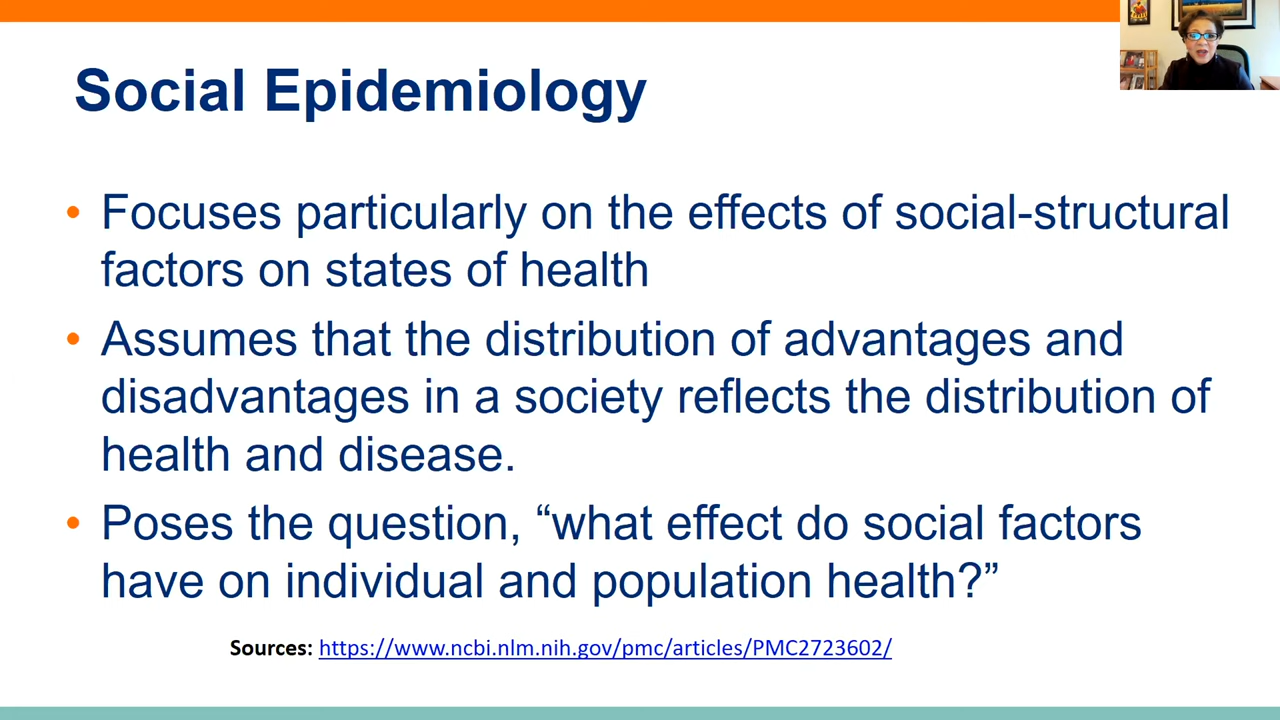 Social Epidemiology
• Focuses particularly on the effects of social-structural
factors on states of health
• Assumes that the distribution of advantages and
disadvantages in a society reflects the distribution of
health and disease.
• Poses the question, “what effect do social factors
have on individual and population health?”
Sources: https://www.ncbi.nlm.nih.gov/pmc/articles/PMC2723602/